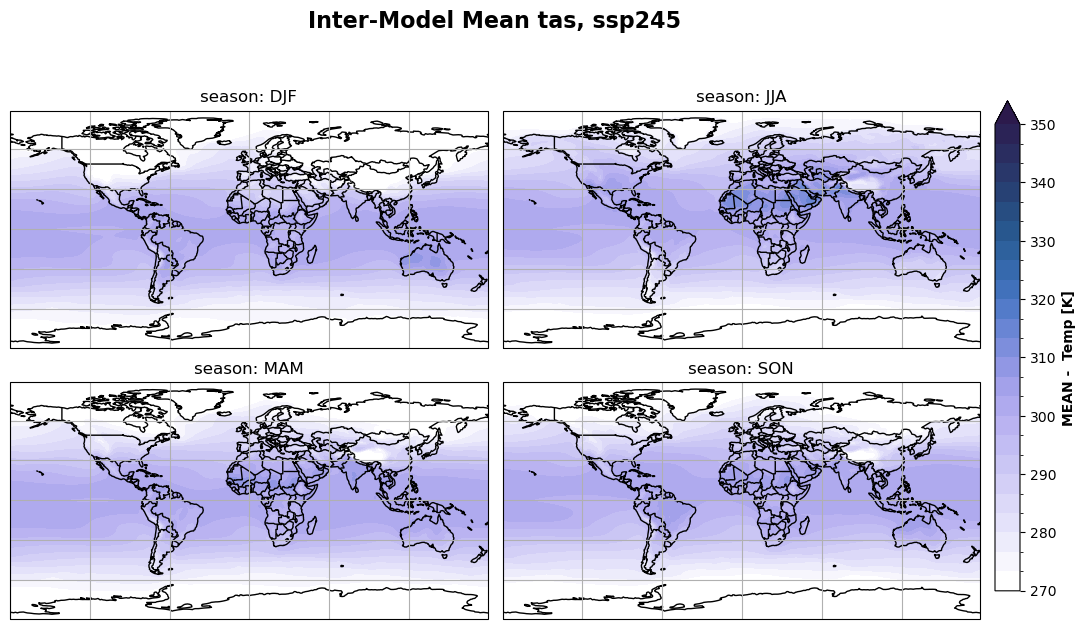 Inter-Model Mean tas, ssp245
season: DJF
season: JJA
season: MAM
season: SON
350
340
330
320
310
300
290
280
270
MEAN - Temp [K]